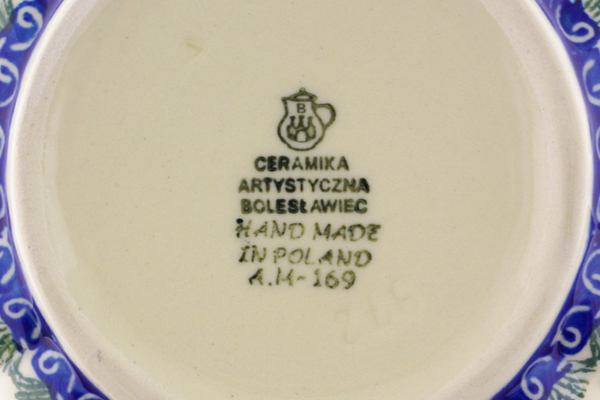 B
CERAMIKA
ARTYSTYCZNA
BOLESŁAWIEC
HAND MADE
IN POLAND
A.M-169